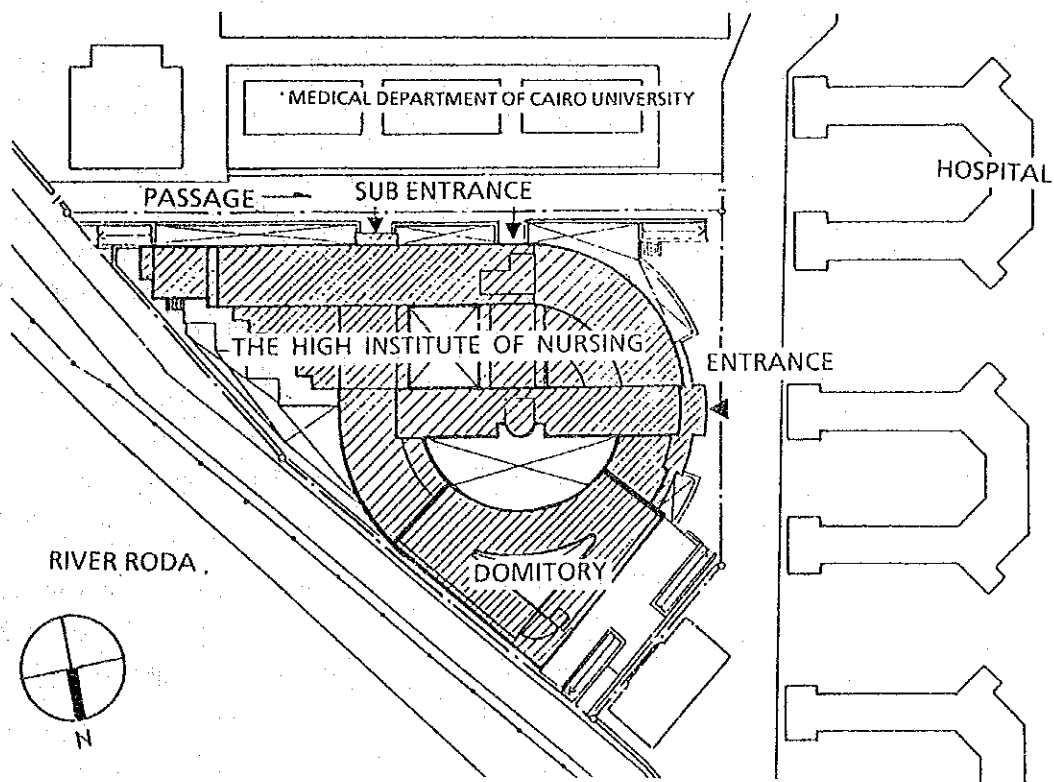 MEDICAL DEPARTMENT OF CAIRO UNIVERSITY
HOSPITAL
PASSAGE
SUB ENTRANCE
THE HIGH INSTITUTE OF NURSING
ENTRANCE
RIVER RODA
DOMITORY
N